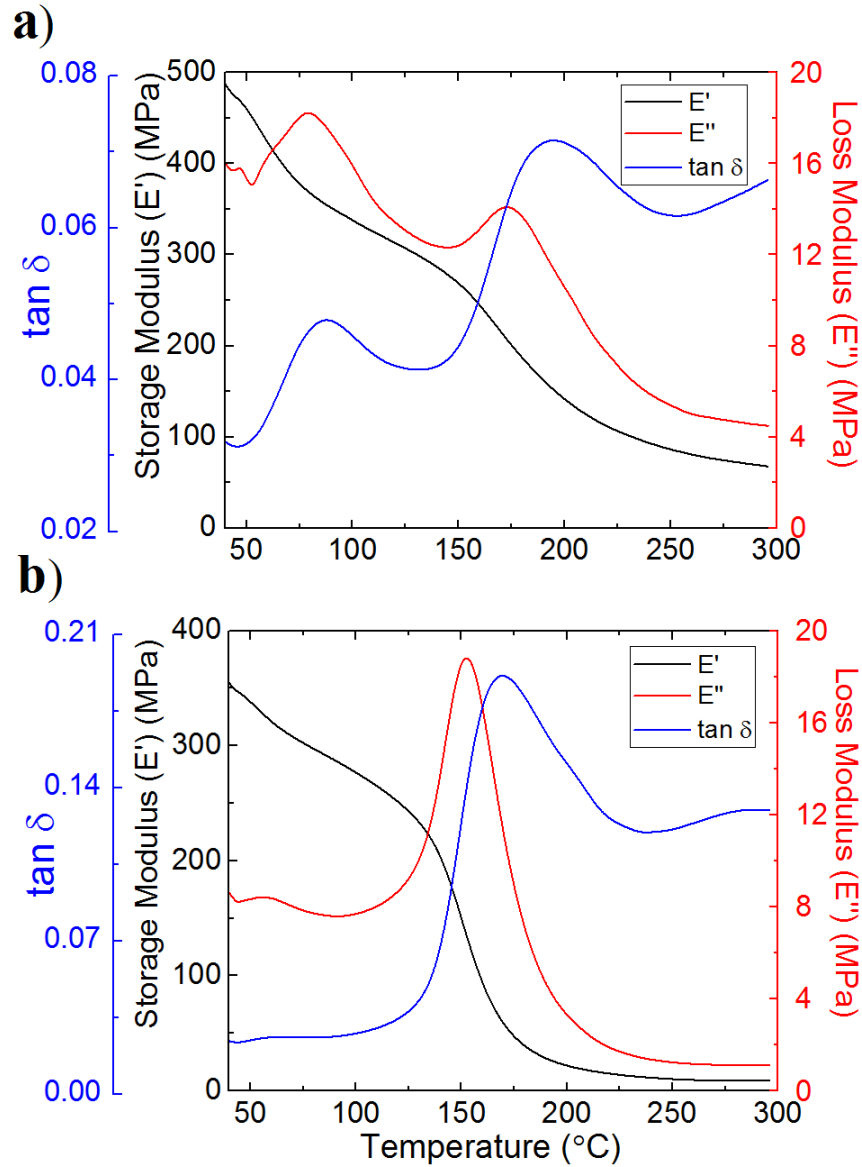 a)
0.08
0.06
0.04
0.02
tan δ
500
400
300
200
100
0
Storage Modulus (E') (MPa)
E'
E''
tan δ
20
16
12
8
4
0
Loss Modulus (E'') (MPa)
50 100 150 200 250 300
b)
0.21
0.14
0.07
0.00
tan δ
400
300
200
100
0
Storage Modulus (E') (MPa)
E'
E''
tan δ
20
16
12
8
4
0
Loss Modulus (E'') (MPa)
50 100 150 200 250 300
Temperature (°C)